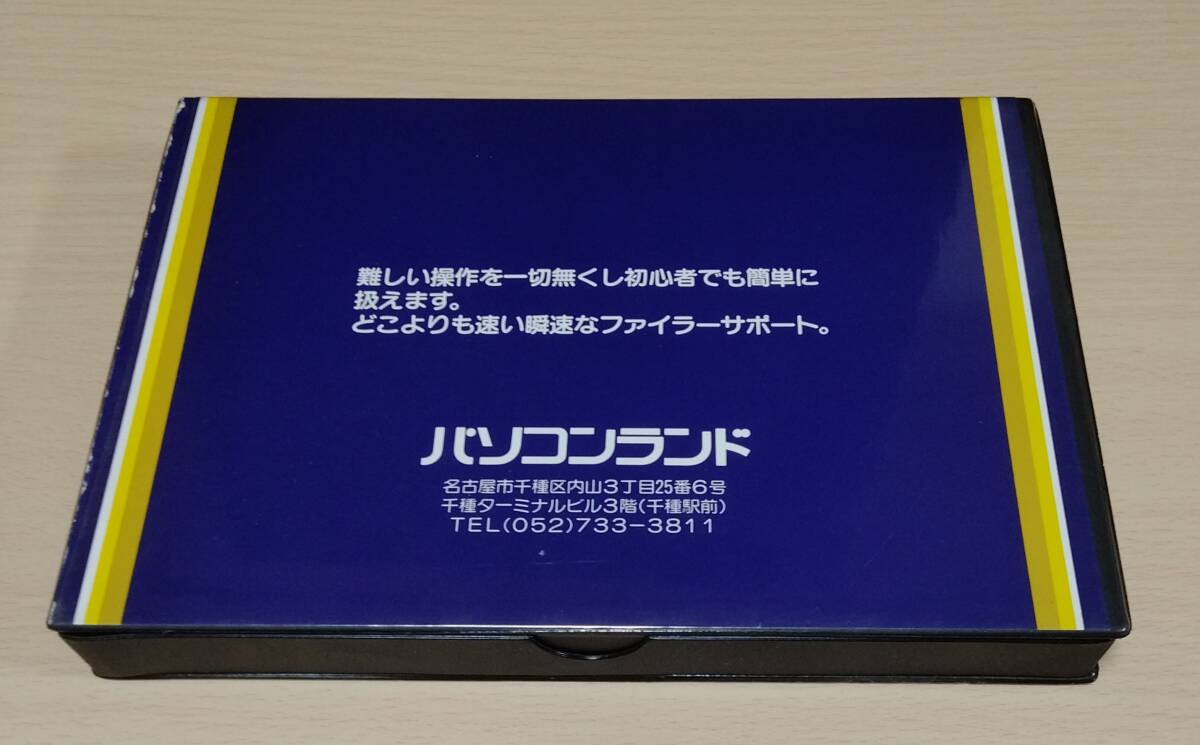 難しい操作を一切無くし初心者でも簡単に
扱えます。
どこよりも速い瞬速なファイラーサポート。
パソコンランド
名古屋市千種区内山3丁目25番6号
千種ターミナルビル3階(千種駅前)
TEL(052)733-3811